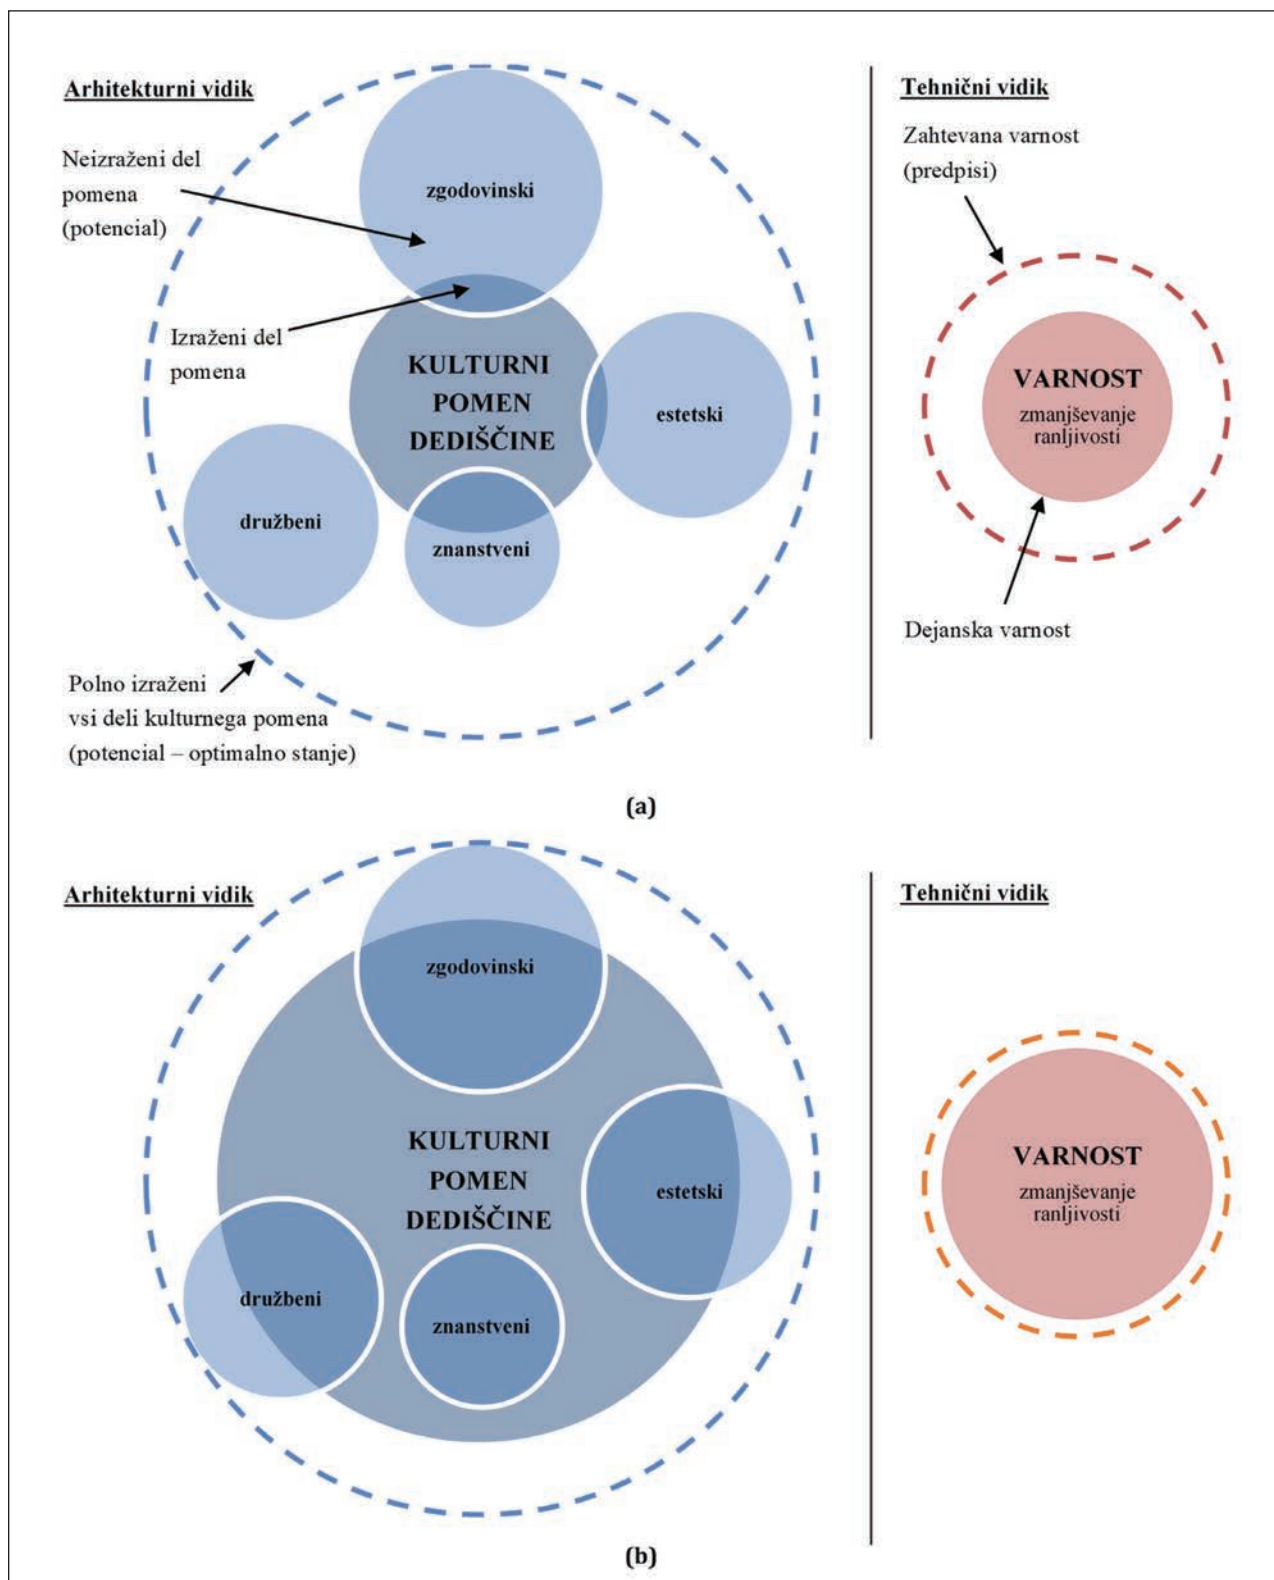 Arhitekturni vidik
Neizraženi del
pomena
(potencial)
Izraženi del
pomena
zgodovinski
KULTURNI
POMEN
DEDIŠČINE
estetski
družbeni
znanstveni
Polno izraženi
vsi deli kulturnega pomena
(potencial – optimalno stanje)
Tehnični vidik
Zahtevana varnost
(predpisi)
VARNOST
zmanjševanje
ranljivosti
Dejanska varnost
(a)
Arhitekturni vidik
zgodovinski
KULTURNI
POMEN
DEDIŠČINE
estetski
družbeni
znanstveni
Tehnični vidik
VARNOST
zmanjševanje
ranljivosti
(b)